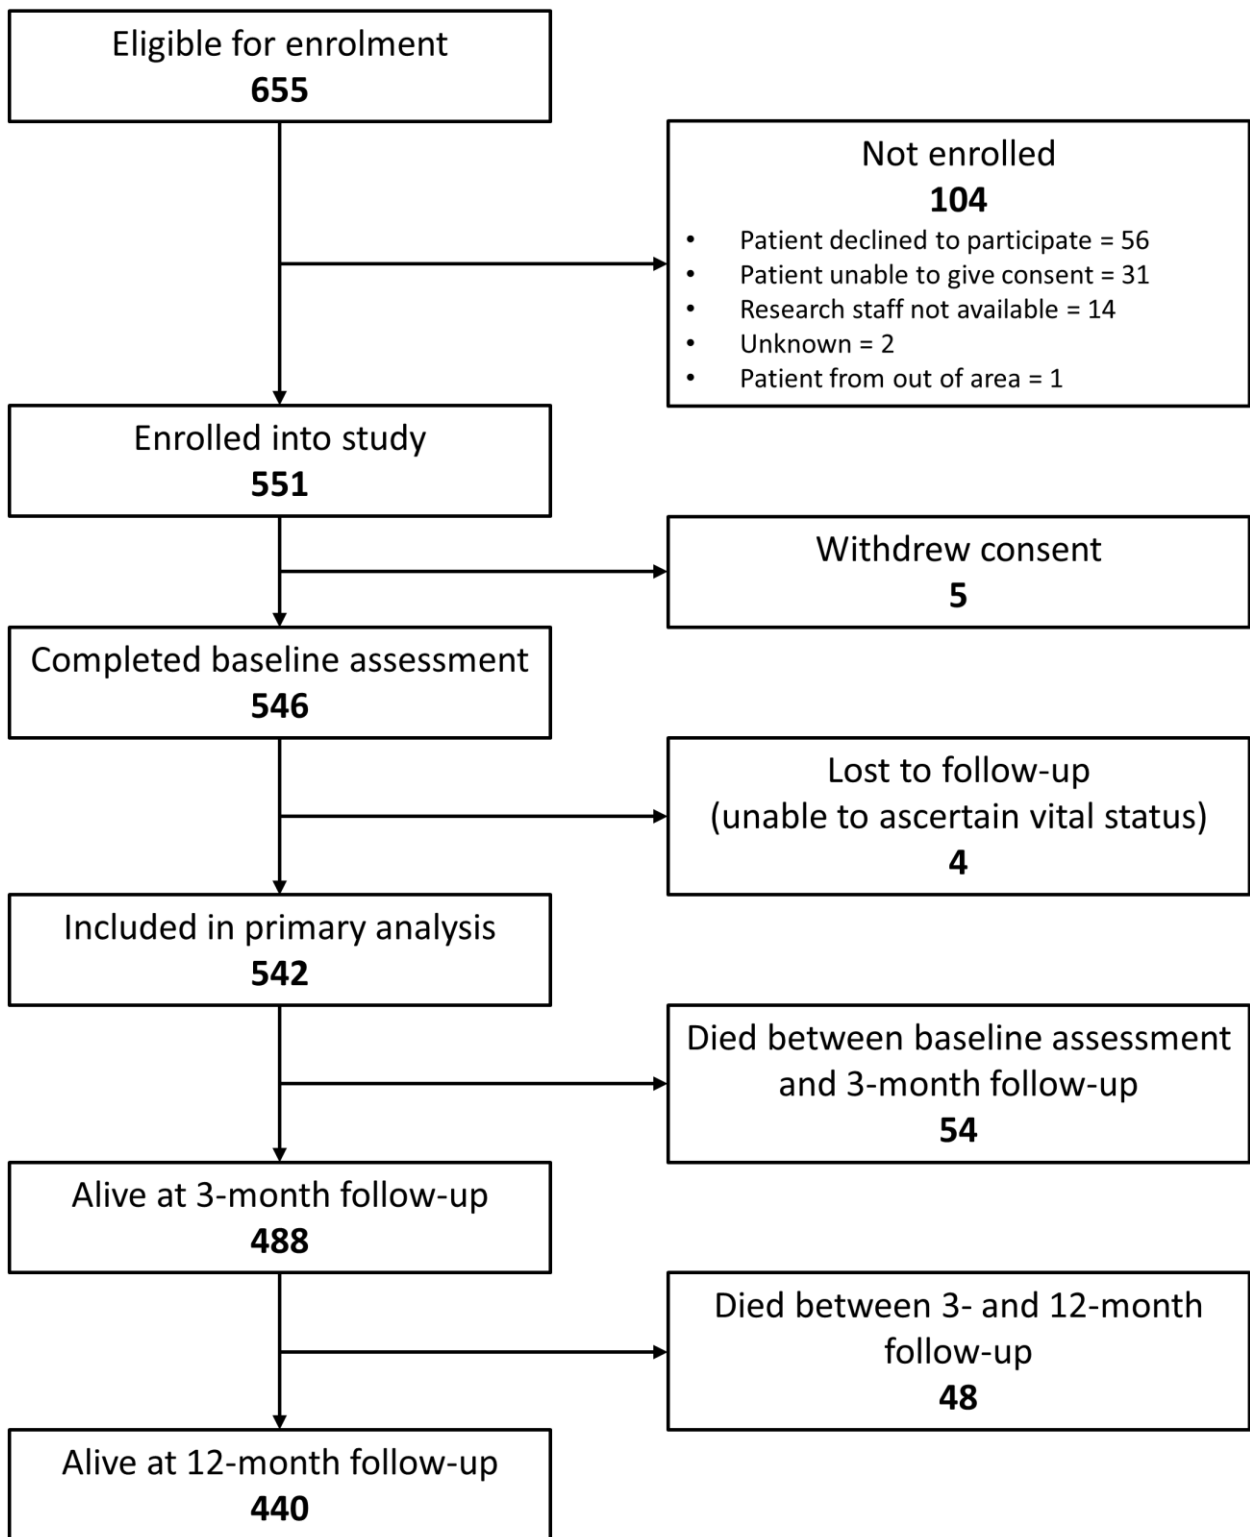 Eligible for enrolment
655
Not enrolled
104
• Patient declined to participate = 56
• Patient unable to give consent = 31
• Research staff not available = 14
• Unknown = 2
• Patient from out of area = 1
Enrolled into study
551
Withdrew consent
5
Completed baseline assessment
546
Lost to follow-up
(unable to ascertain vital status)
4
Included in primary analysis
542
Died between baseline assessment
and 3-month follow-up
54
Alive at 3-month follow-up
488
Died between 3- and 12-month
follow-up
48
Alive at 12-month follow-up
440